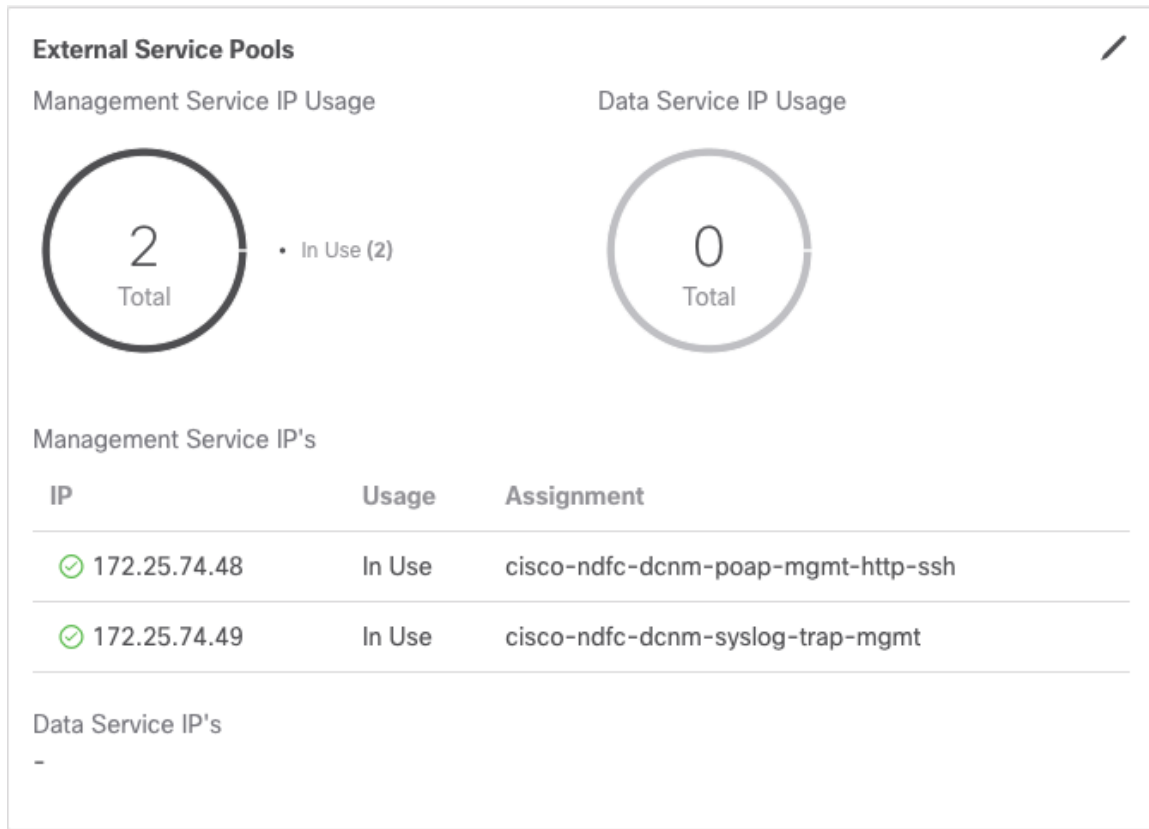 External Service Pools
Management Service IP Usage
Data Service IP Usage
2
Total
• In Use (2)
0
Total
Management Service IP's
IP Usage Assignment
172.25.74.48 In Use cisco-ndfc-dcnm-poap-mgmt-http-ssh
172.25.74.49 In Use cisco-ndfc-dcnm-syslog-trap-mgmt
Data Service IP's
-